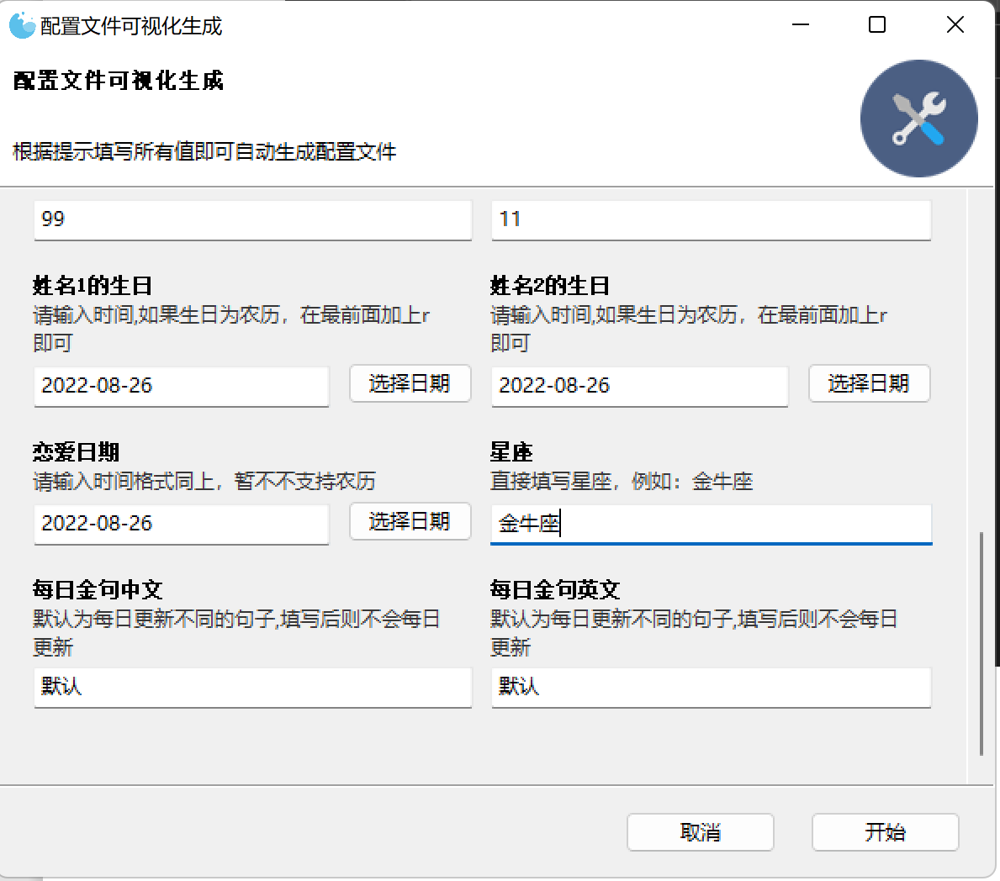 配置文件可视化生成
配置文件可视化生成
根据提示填写所有值即可自动生成配置文件
99
11
姓名1的生日
请输入时间,如果生日为农历，在最前面加上r
即可
2022-08-26
选择日期
姓名2的生日
请输入时间,如果生日为农历，在最前面加上r
即可
2022-08-26
选择日期
恋爱日期
请输入时间格式同上，暂不不支持农历
2022-08-26
选择日期
星座
直接填写星座，例如：金牛座
金牛座
每日金句中文
默认为每日更新不同的句子,填写后则不会每日
更新
默认
每日金句英文
默认为每日更新不同的句子,填写后则不会每日
更新
默认
取消
开始